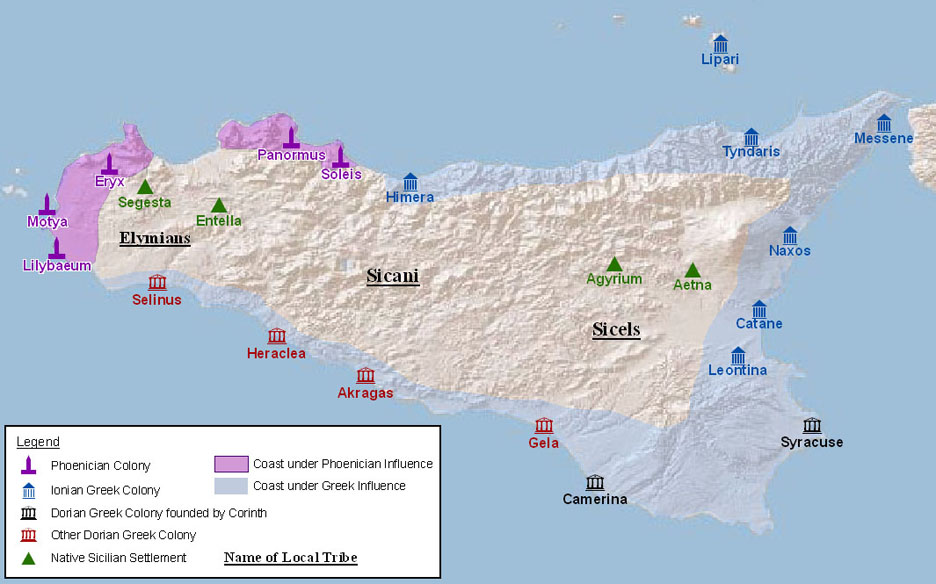 Lipari
Messene
Tyndaris
Panormus
Soleis
Eryx
Himera
Segesta
Motya
Entella
Elymians
Naxos
Lilybaeum
Sicani
Agyrium
Aetna
Selinus
Catane
Sicels
Heraclea
Leontina
Akragas
Gela
Syracuse
Camerina
Legend
Phoenician Colony
Ionian Greek Colony
Dorian Greek Colony founded by Corinth
Other Dorian Greek Colony
Native Sicilian Settlement
Coast under Phoenician Influence
Coast under Greek Influence
Name of Local Tribe